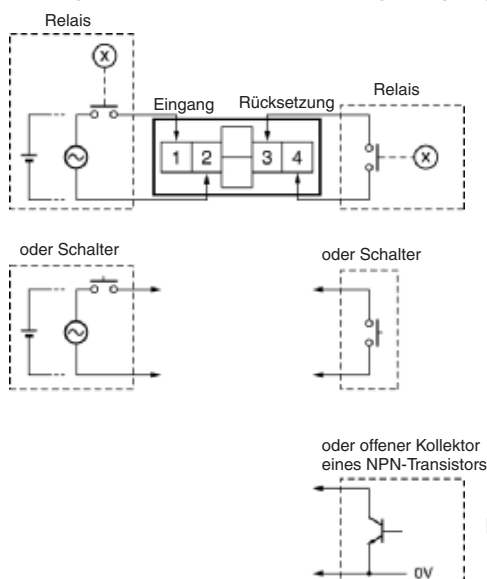 Relais
X
Eingang
Rücksetzung
Relais
1 2 3 4
X
oder Schalter
oder Schalter
oder offener Kollektor
eines NPN-Transistors
0V